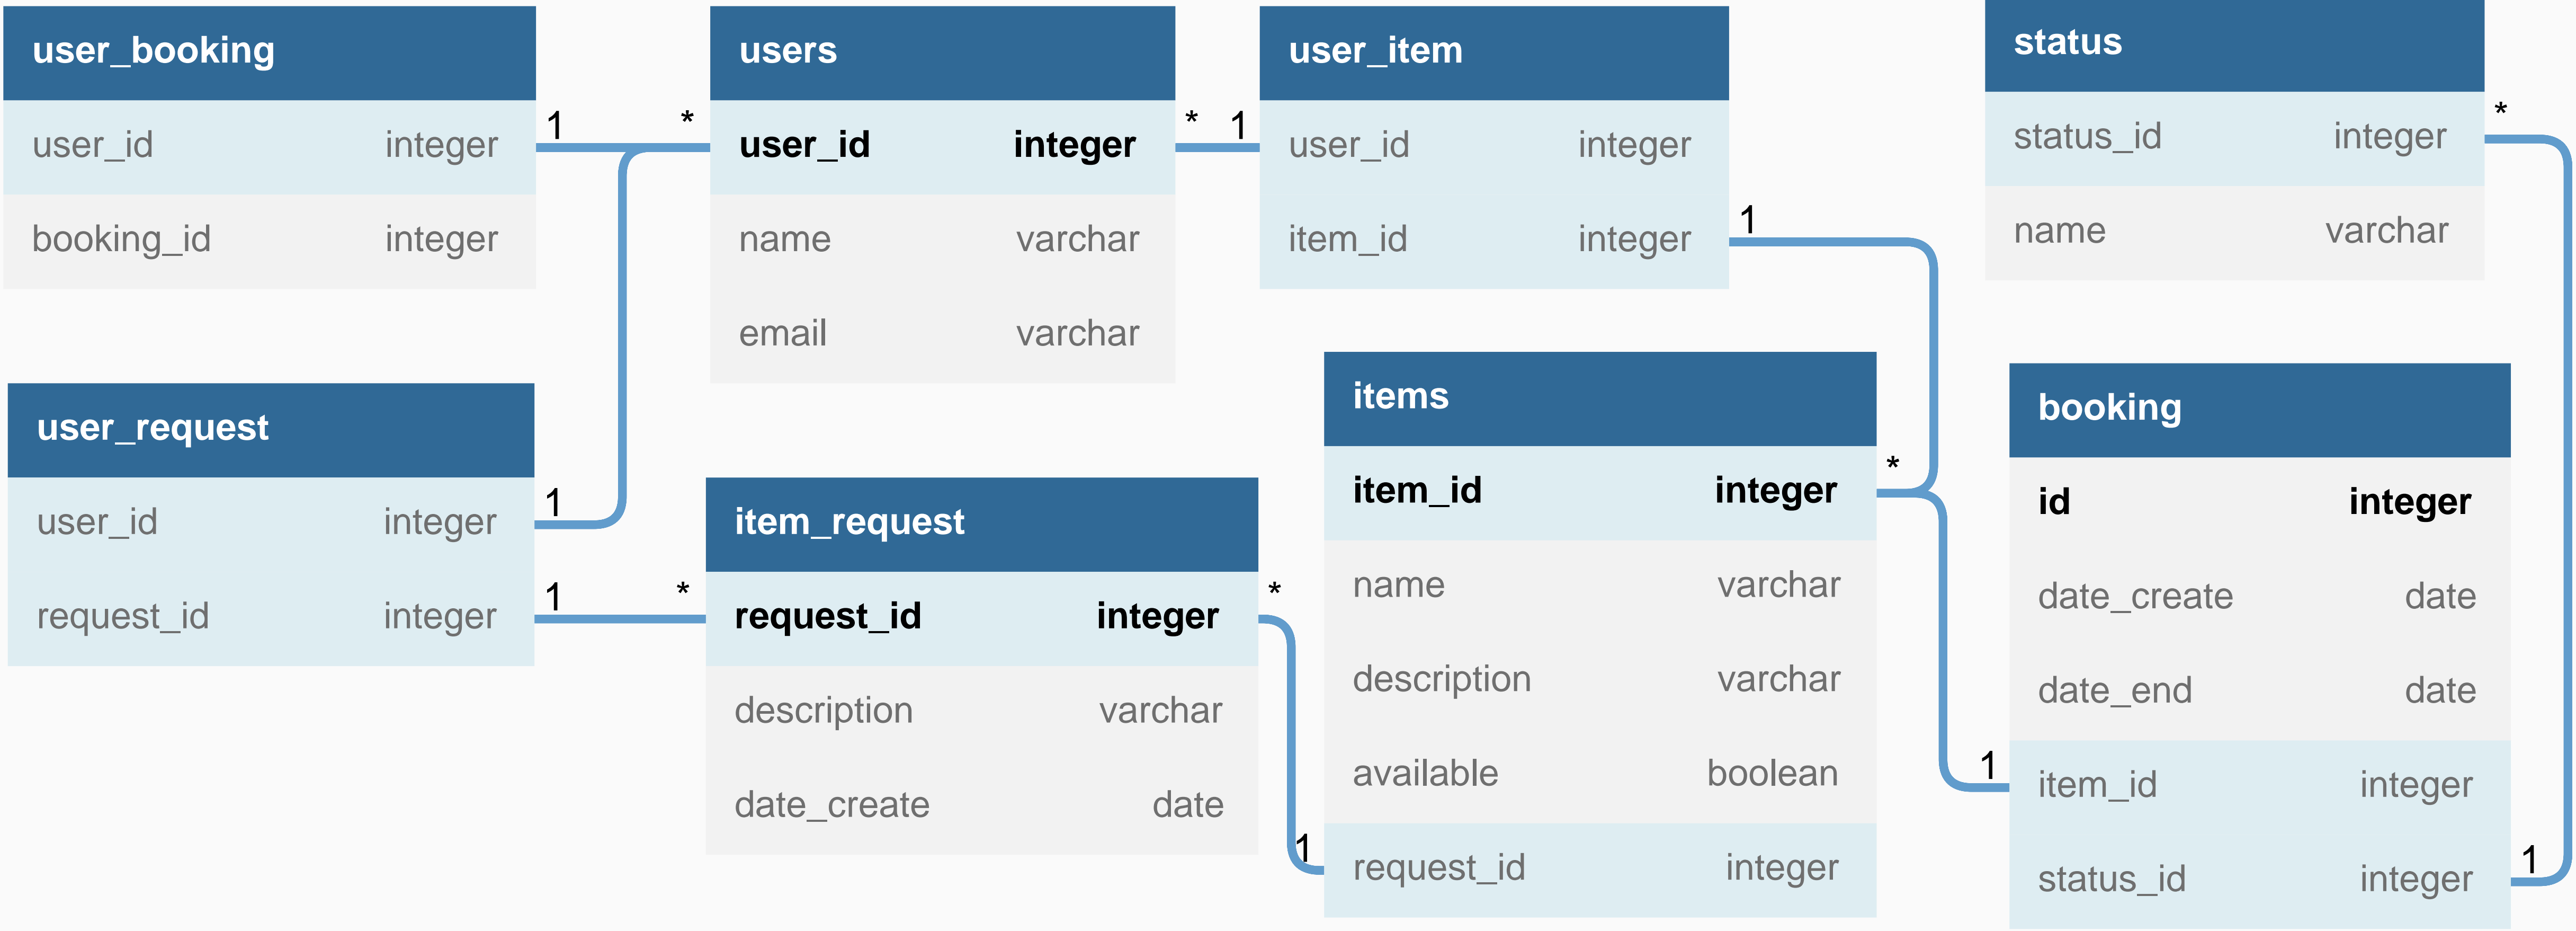 user_booking
user_id integer
booking_id integer
1 *
users
user_id integer
name varchar
email varchar
* 1
user_item
user_id integer
item_id integer
1
status
status_id integer
name varchar
*
user_request
user_id integer
request_id integer
1
1 *
item_request
request_id integer
description varchar
date_create date
*
1
items
item_id integer
name varchar
description varchar
available boolean
request_id integer
*
1
booking
id integer
date_create date
date_end date
item_id integer
status_id integer
1